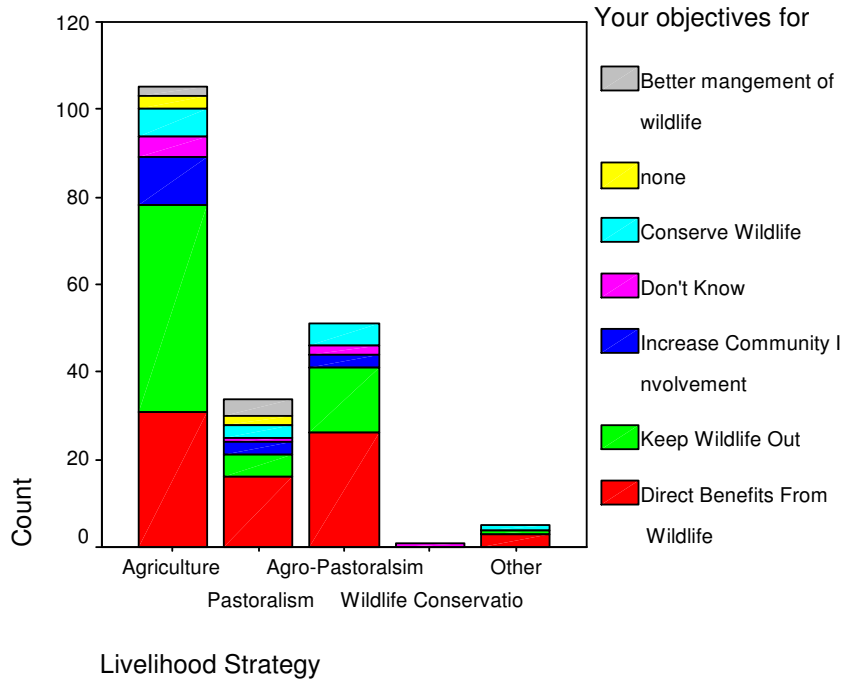 Your objectives for
Better mangement of
wildlife
none
Conserve Wildlife
Don't Know
Increase Community I
nvolvement
Keep Wildlife Out
Direct Benefits From
Wildlife
120
100
80
60
40
20
0
Count
Agriculture
Pastoralism
Agro-Pastoralsim
Wildlife Conservatio
Other
Livelihood Strategy